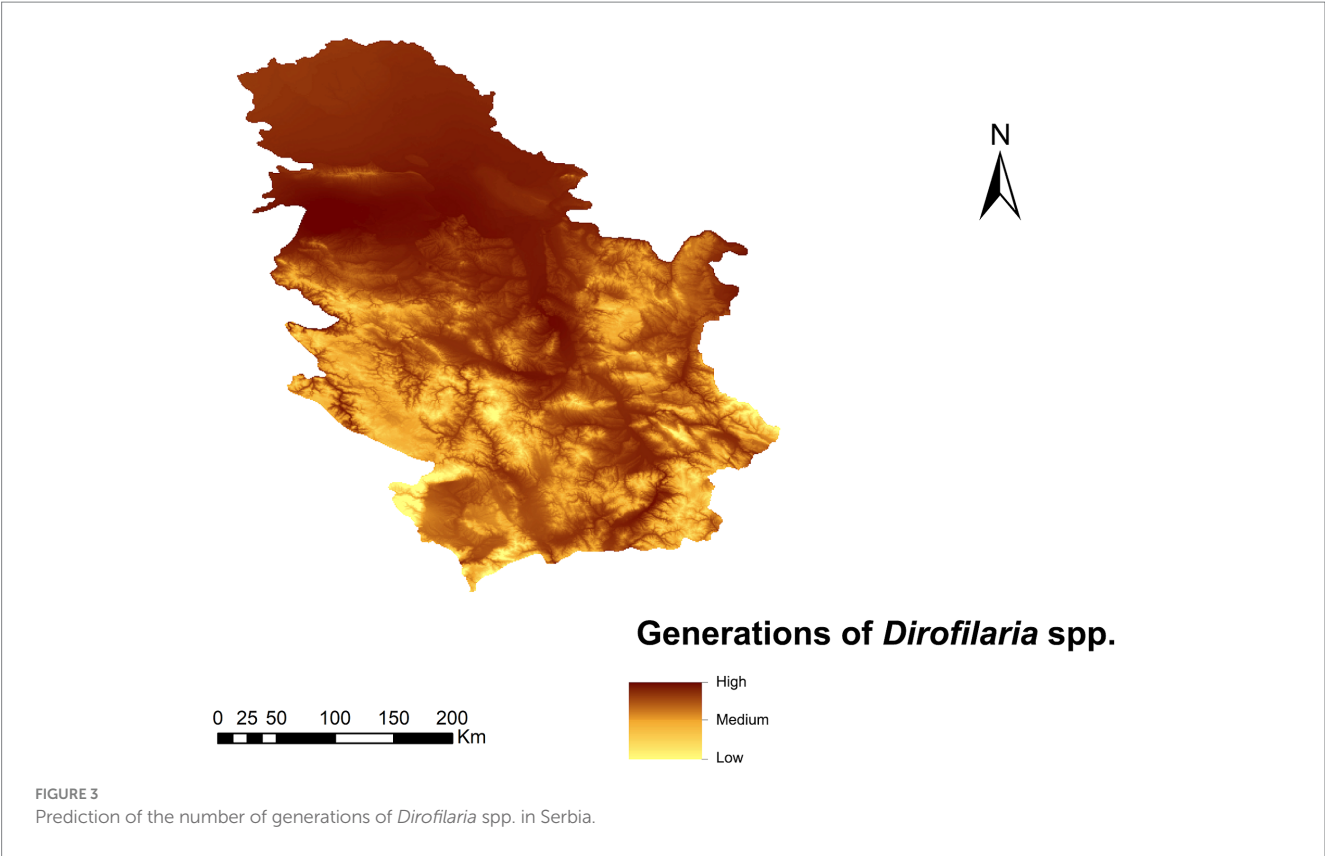 N
Generations of Dirofilaria spp.
High
Medium
Low
0 25 50 100 150 200
Km
FIGURE 3
Prediction of the number of generations of Dirofilaria spp. in Serbia.